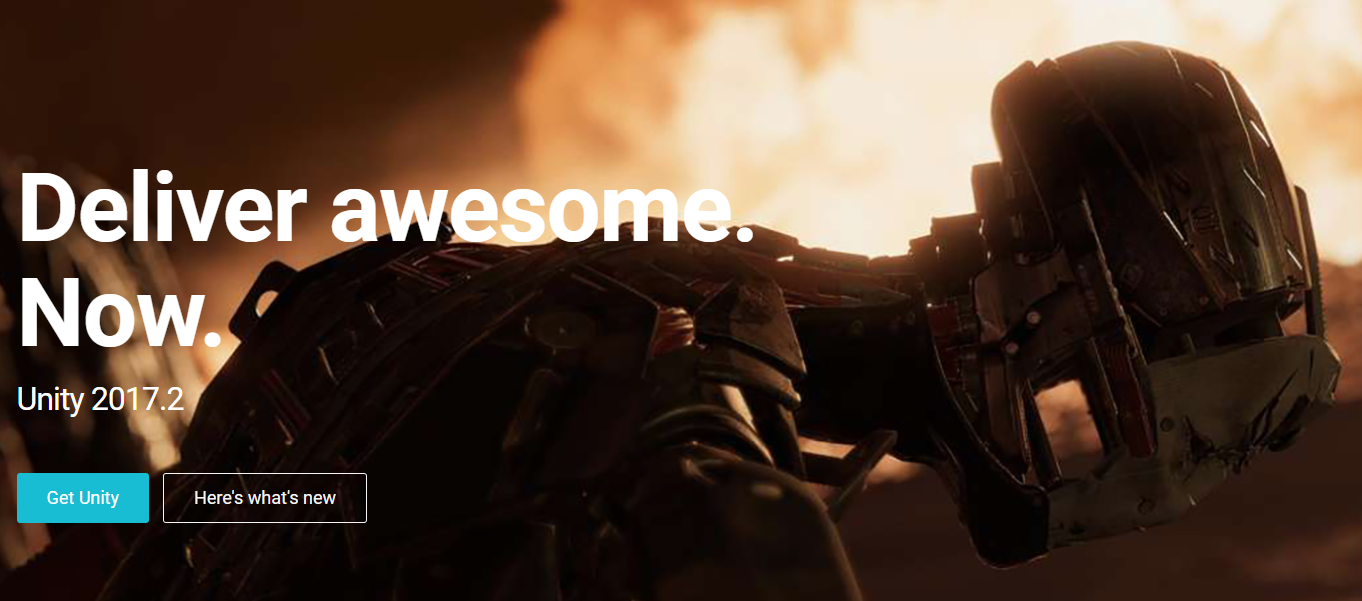 Deliver awesome.
Now.
Unity 2017.2
Get Unity
Here's what's new